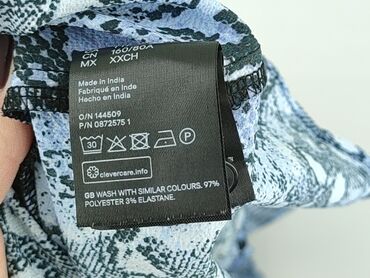 CN 160/80A
MX XXCH
Made in India
Fabriqué en Inde
Hecho en India
O/N 144509
P/N 0872575 1
30
P
clevercare.info
GB WASH WITH SIMILAR COLOURS. 97%
POLYESTER 3% ELASTANE.